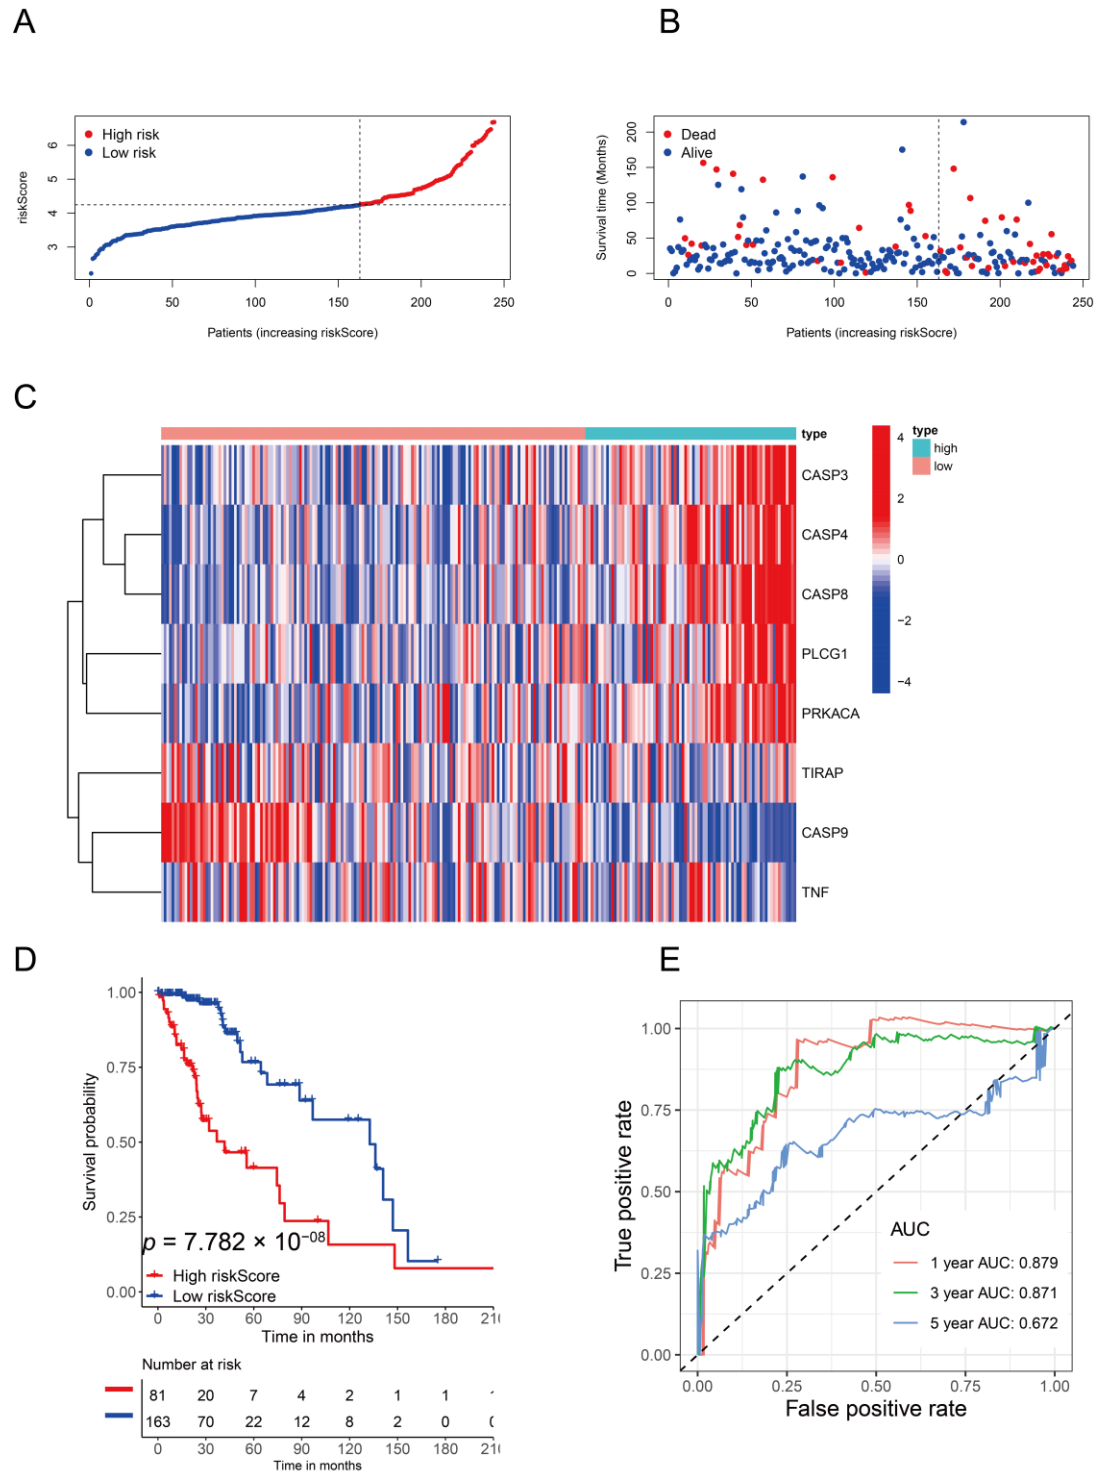 A
B
High risk
Low risk
riskScore
6
5
4
3
0 50 100 150 200 250
Patients (increasing riskScore)
Dead
Alive
Survival time (Months)
200
150
100
50
0
0 50 100 150 200 250
Patients (increasing riskSocre)
C
type
CASP3
CASP4
CASP8
PLCG1
PRKACA
TIRAP
CASP9
TNF
4
2
0
−2
−4
type
high
low
D
Survival probability
1.00
0.75
0.50
0.25
0.00
p = 7.782 × 10⁻⁰⁸
High riskScore
Low riskScore
0 30 60 90 120 150 180
Time in months
Number at risk
81 20 7 4 2 1 1
163 70 22 12 8 2 0
0 30 60 90 120 150 180
Time in months
E
True positive rate
1.00
0.75
0.50
0.25
0.00
AUC
1 year AUC: 0.879
3 year AUC: 0.871
5 year AUC: 0.672
0.00 0.25 0.50 0.75 1.00
False positive rate